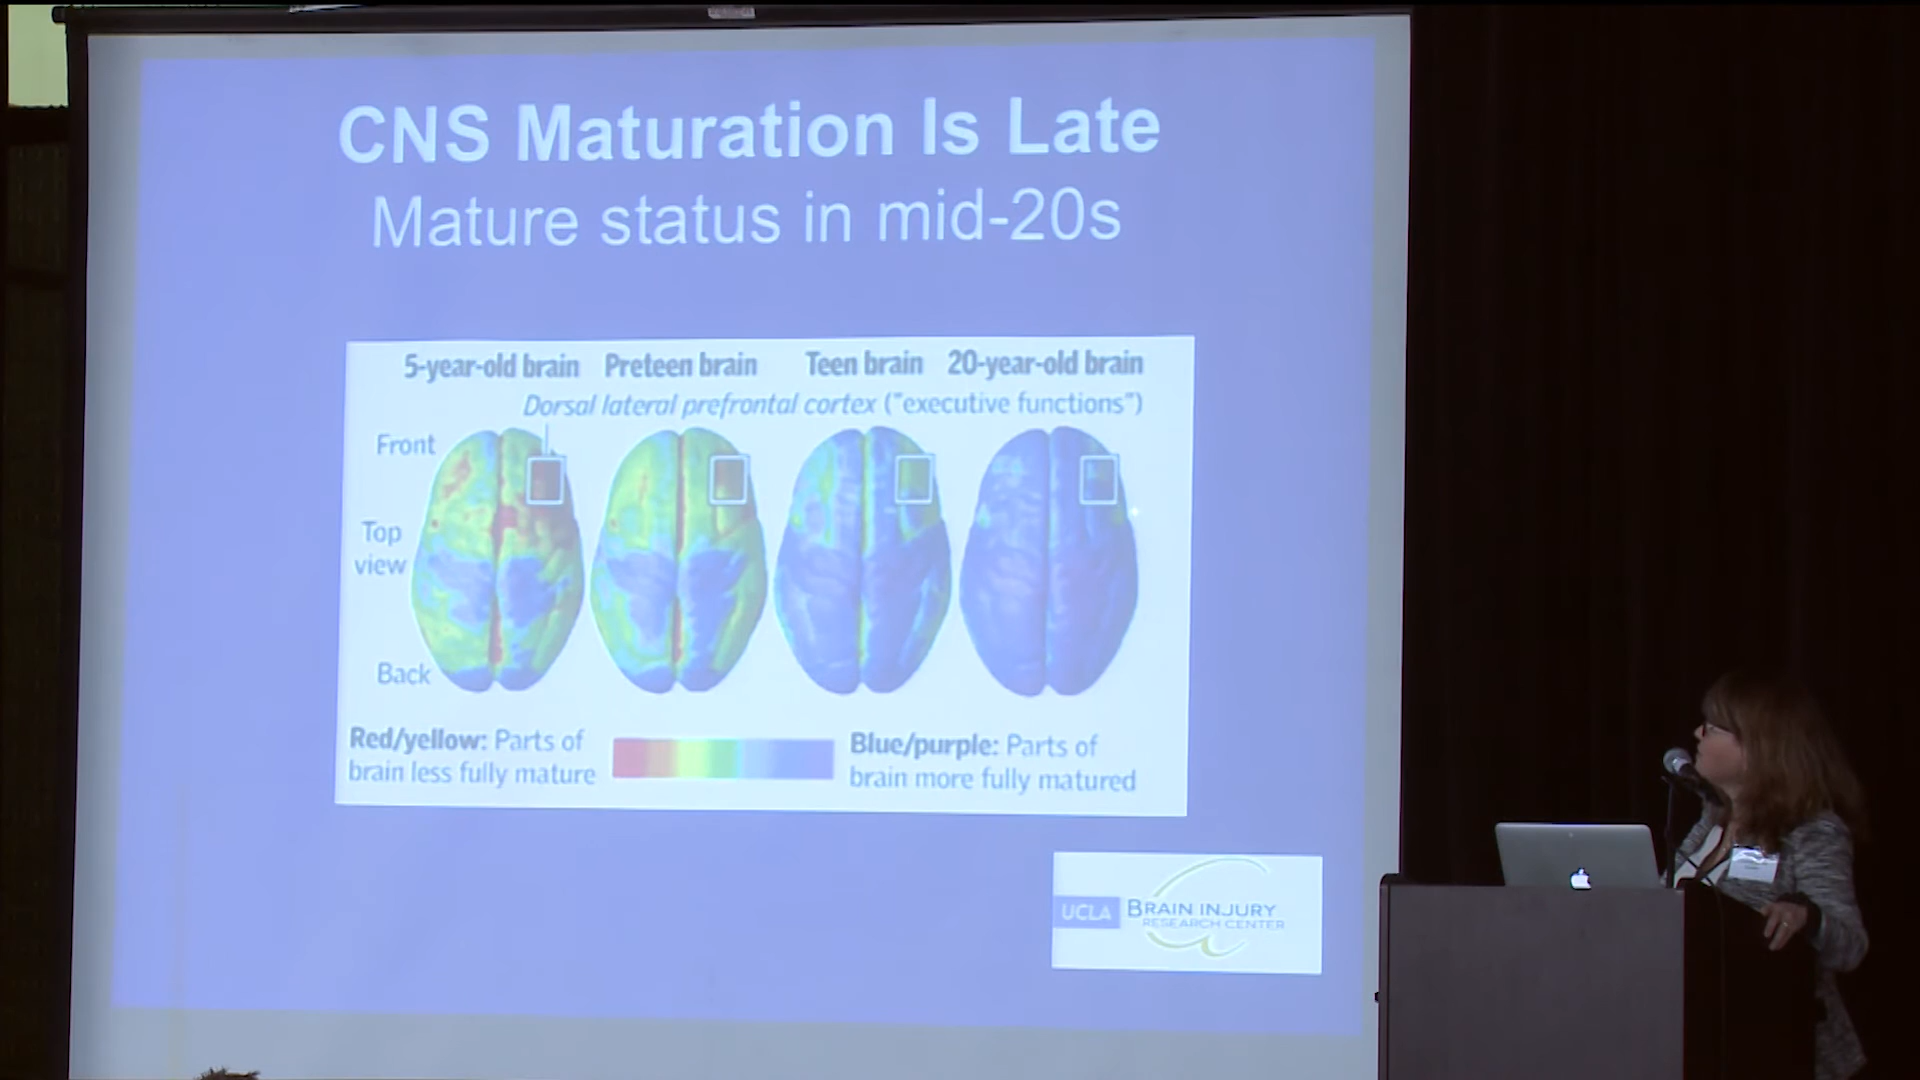 CNS Maturation Is Late
Mature status in mid-20s
5-year-old brain Preteen brain Teen brain 20-year-old brain
Dorsal lateral prefrontal cortex ("executive functions")
Front
Top
view
Back
Red/yellow: Parts of
brain less fully mature
Blue/purple: Parts of
brain more fully matured
UCLA BRAIN INJURY
RESEARCH CENTER